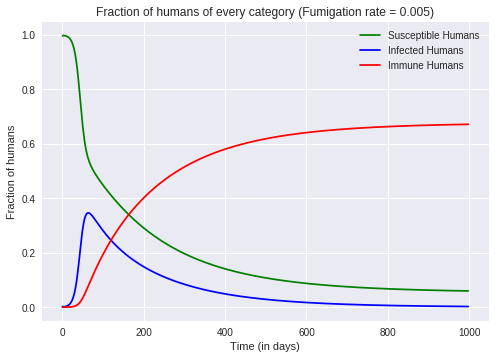 Fraction of humans of every category (Fumigation rate = 0.005)
Susceptible Humans
Infected Humans
Immune Humans
Fraction of humans
1.0
0.8
0.6
0.4
0.2
0.0
0 200 400 600 800 1000
Time (in days)